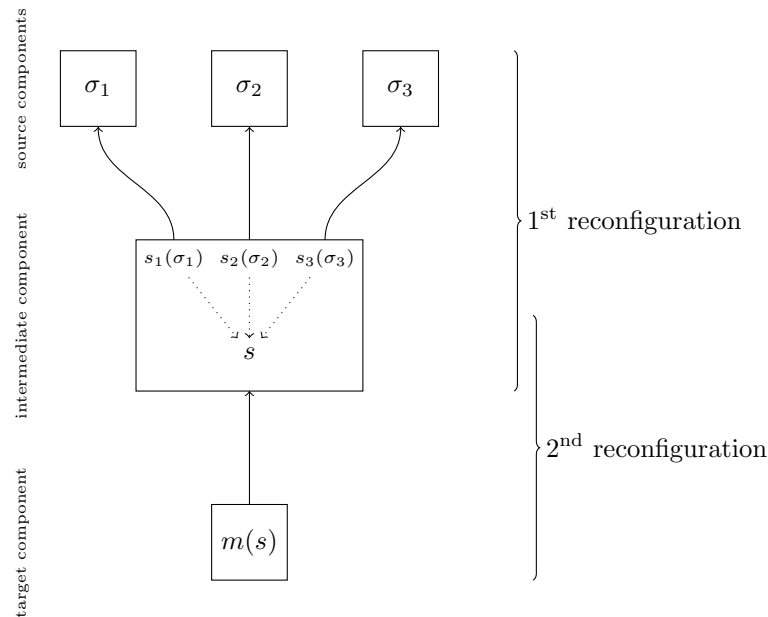 source components
σ₁ σ₂ σ₃
1ˢᵗ reconfiguration
intermediate component
s₁(σ₁) s₂(σ₂) s₃(σ₃)
s
2ⁿᵈ reconfiguration
target component
m(s)